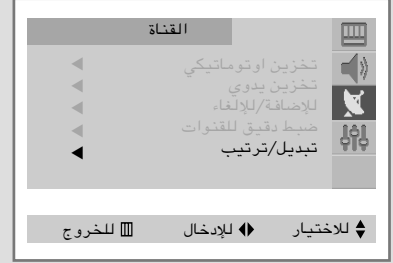 القناة
تخزين اوتوماتيكي
تخزين يدوي
للإضافة/للإلغاء
ضبط دقيق للقنوات
تبديل/ترتيب
للاختيار للإدخال للخروج